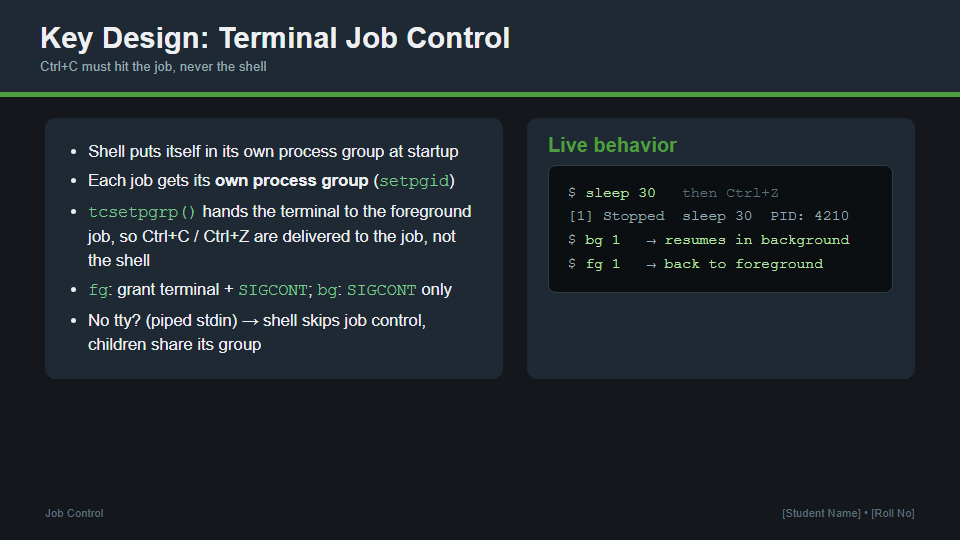 Key Design: Terminal Job Control
Ctrl+C must hit the job, never the shell
• Shell puts itself in its own process group at startup
• Each job gets its own process group (setpgid)
• tcsetpgrp() hands the terminal to the foreground
job, so Ctrl+C / Ctrl+Z are delivered to the job, not
the shell
• fg: grant terminal + SIGCONT; bg: SIGCONT only
• No tty? (piped stdin) → shell skips job control,
children share its group
Live behavior
$ sleep 30 then Ctrl+Z
[1] Stopped sleep 30 PID: 4210
$ bg 1 → resumes in background
$ fg 1 → back to foreground
Job Control
[Student Name] • [Roll No]